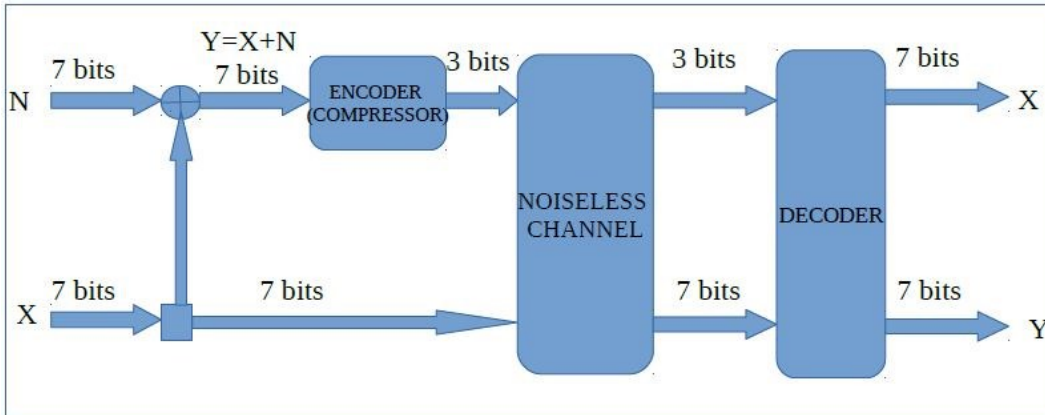 Y=X+N
7 bits
7 bits
3 bits
3 bits
7 bits
N
ENCODER
(COMPRESSOR)
X
NOISELESS
CHANNEL
DECODER
7 bits
7 bits
7 bits
7 bits
X
Y